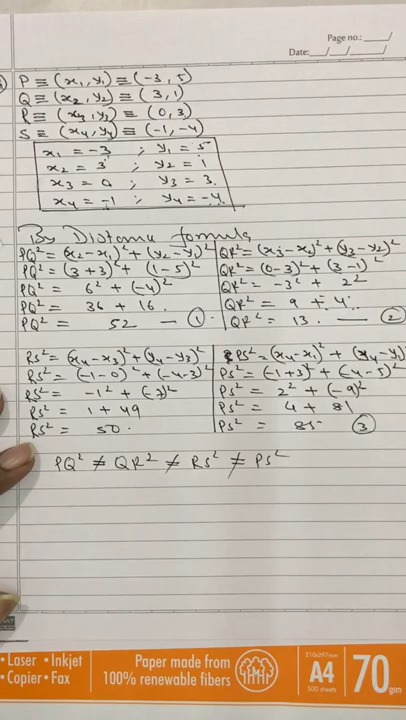 Page no.: ____/
Date: __/__/__
P ≡ (x₁, y₁) ≡ (-3, 5)
Q ≡ (x₂, y₂) ≡ (3, 1)
R ≡ (x₃, y₃) ≡ (0, 3)
S ≡ (x₄, y₄) ≡ (-1, -4)
x₁ = -3 ; y₁ = 5
x₂ = 3 ; y₂ = 1
x₃ = 0 ; y₃ = 3.
x₄ = -1 ; y₄ = -4.
By Distance formula
PQ² = (x₂-x₁)² + (y₂-y₁)²
PQ² = (3+3)² + (1-5)²
PQ² = 6² + (-4)²
PQ² = 36 + 16.
PQ² = 52 — ①
QR² = (x₃-x₂)² + (y₃-y₂)²
QR² = (0-3)² + (3-1)²
QR² = -3² + 2²
QR² = 9 + 4.
QR² = 13. — ②
RS² = (x₄-x₃)² + (y₄-y₃)²
RS² = (-1-0)² + (-4-3)²
RS² = -1² + (-7)²
RS² = 1 + 49
RS² = 50.
PS² = (x₄-x₁)² + (y₄-y₁)
PS² = (-1+3)² + (-4-5)²
PS² = 2² + (-9)²
PS² = 4 + 81
PS² = 85 ③
PQ² ≠ QR² ≠ RS² ≠ PS²
• Laser • Inkjet
• Copier • Fax
Paper made from
100% renewable fibers
210x297mm
A4
500 sheets
70 gsm